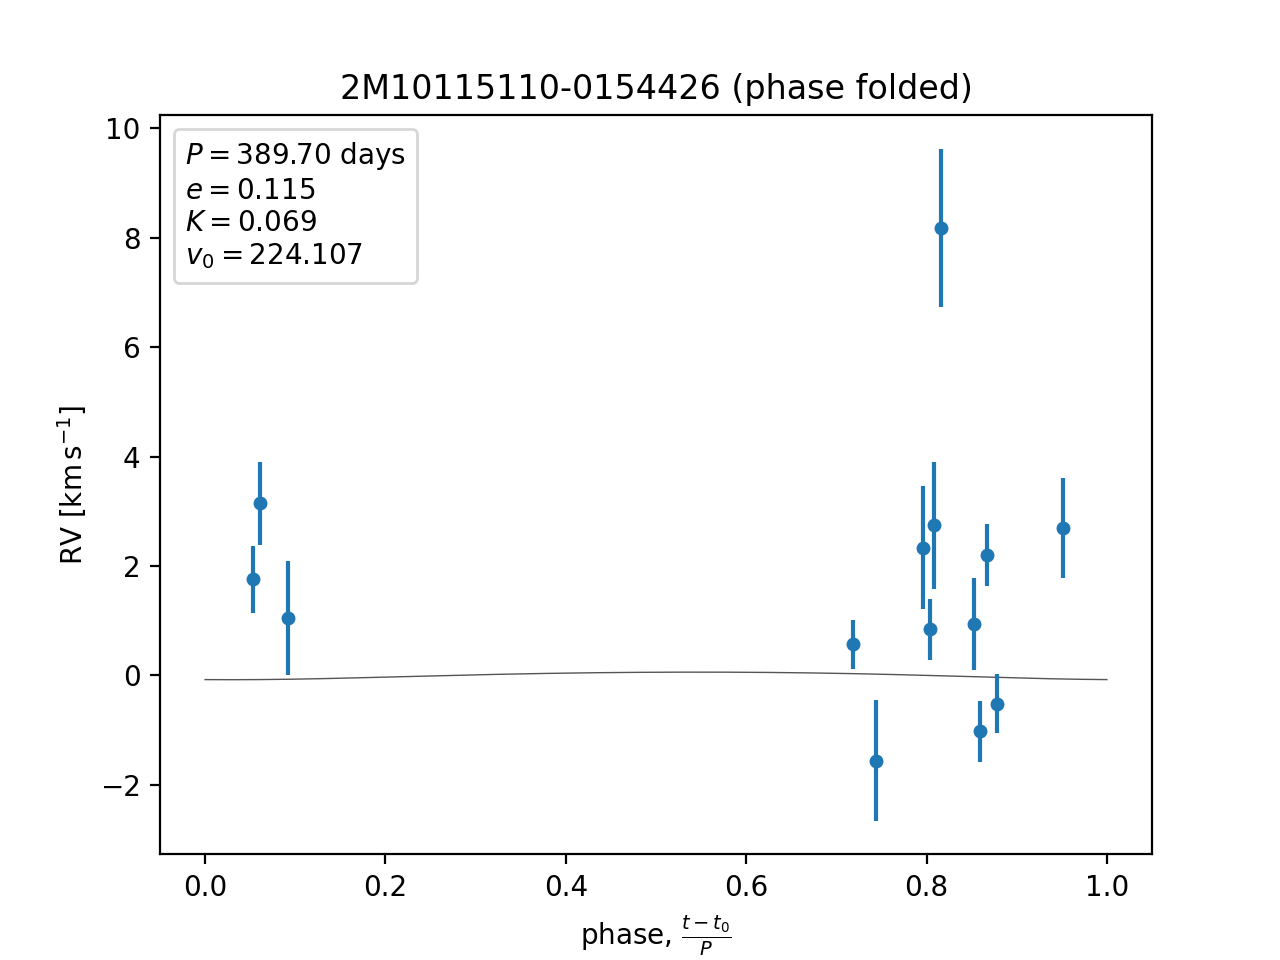 2M10115110-0154426 (phase folded)
P = 389.70 days
e = 0.115
K = 0.069
v₀ = 224.107
10
8
6
4
2
0
−2
RV [km s⁻¹]
0.0 0.2 0.4 0.6 0.8 1.0
phase, (t − t₀)/P